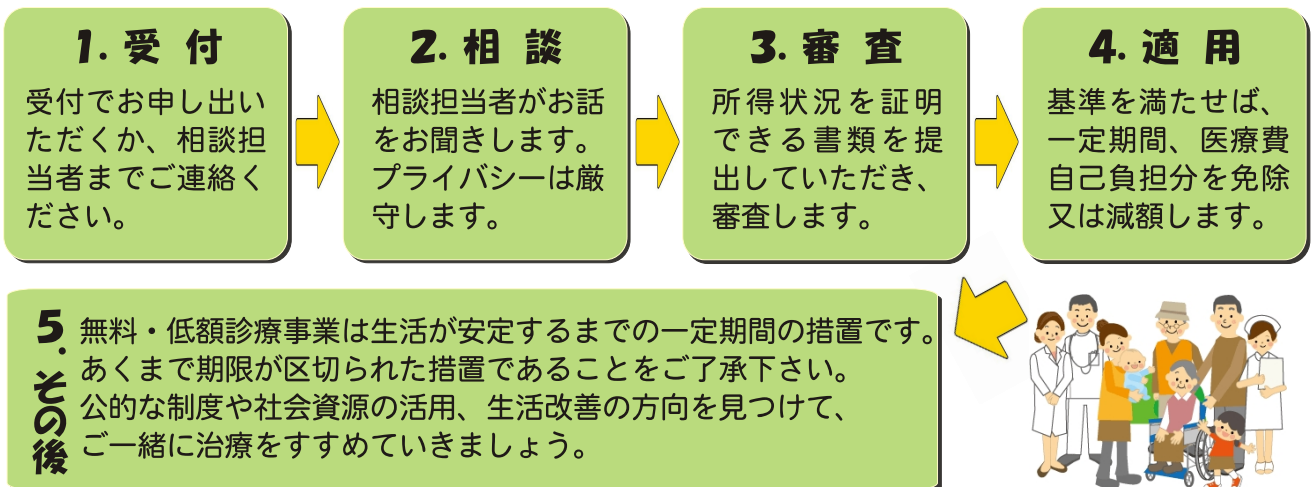 1. 受 付
受付でお申し出い
ただくか、相談担
当者までご連絡く
ださい。
2. 相 談
相談担当者がお話
をお聞きします。
プライバシーは厳
守します。
3. 審 査
所得状況を証明
できる書類を提
出していただき、
審査します。
4. 適 用
基準を満たせば、
一定期間、医療費
自己負担分を免除
又は減額します。
5. その後
無料・低額診療事業は生活が安定するまでの一定期間の措置です。
あくまで期限が区切られた措置であることをご了承下さい。
公的な制度や社会資源の活用、生活改善の方向を見つけて、
ご一緒に治療をすすめていきましょう。